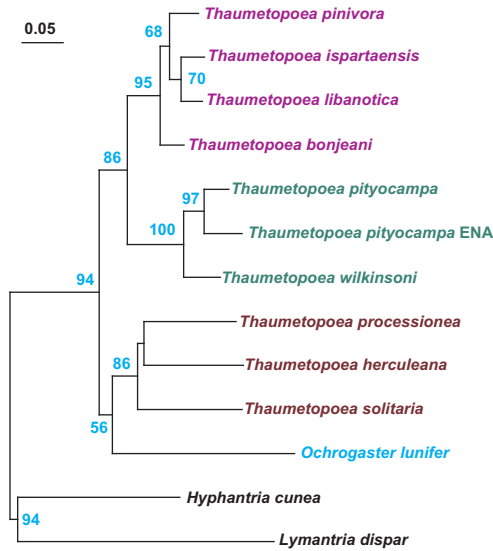 Thaumetopoea pinivora
0.05
68
Thaumetopoea ispartaensis
70
95
Thaumetopoea libanotica
Thaumetopoea bonjeani
86
Thaumetopoea pityocampa
97
100
Thaumetopoea pityocampa ENA
94
Thaumetopoea wilkinsoni
Thaumetopoea processionea
86
Thaumetopoea herculeana
Thaumetopoea solitaria
56
Ochrogaster lunifer
Hyphantria cunea
94
Lymantria dispar